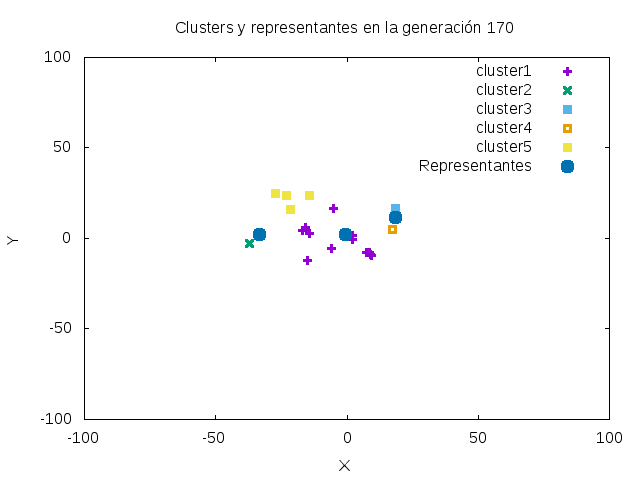 Clusters y representantes en la generación 170
100
50
0
-50
-100
-100
-50
0
50
100
Y
X
cluster1
cluster2
cluster3
cluster4
cluster5
Representantes